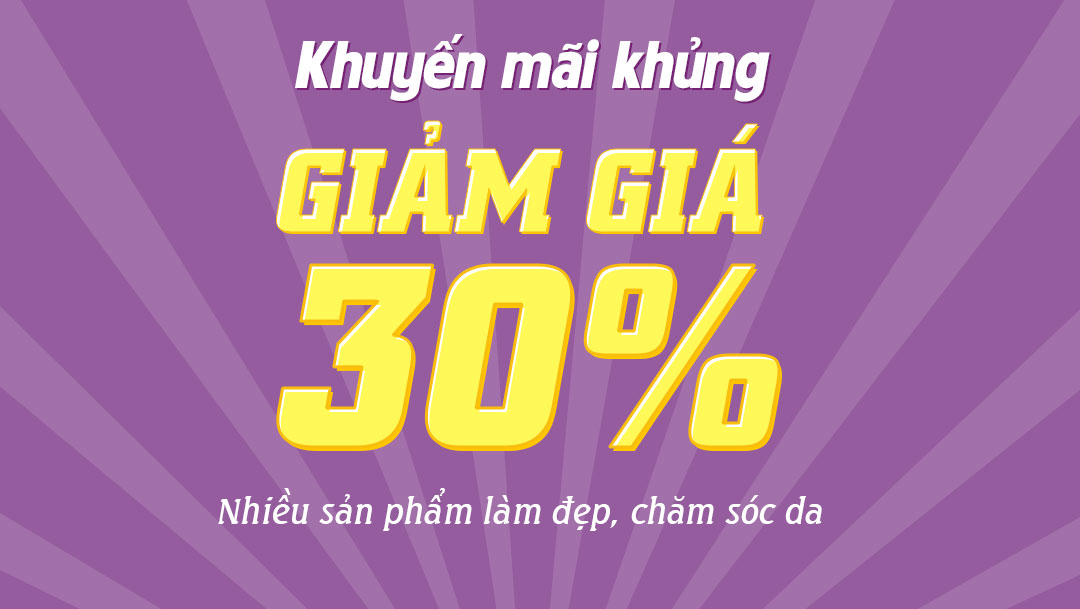 Khuyến mãi khủng
GIẢM GIÁ
30%
Nhiều sản phẩm làm đẹp, chăm sóc da